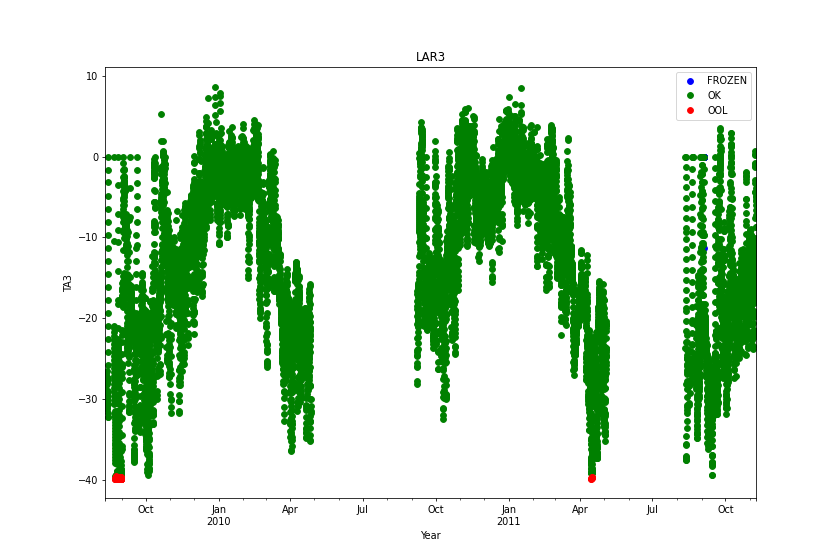 LAR3
FROZEN
OK
OOL
10
0
−10
−20
−30
−40
TA3
Oct
Jan
2010
Apr
Jul
Oct
Jan
2011
Apr
Jul
Oct
Year